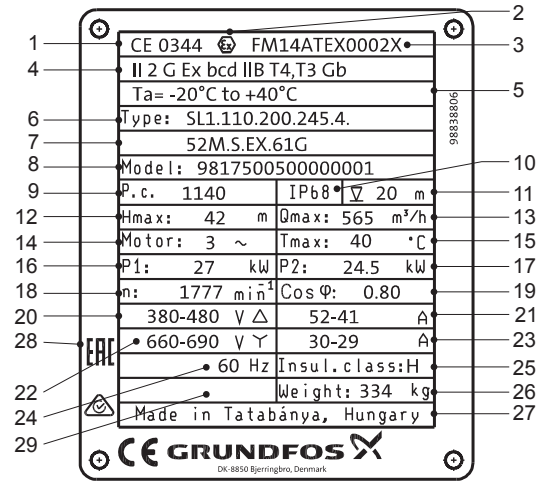 2
1 CE 0344 Ex FM14ATEX0002X 3
4 II 2 G Ex bcd IIB T4,T3 Gb
Ta= -20°C to +40°C 5
6 Type: SL1.110.200.245.4.
7 52M.S.EX.61G
98838806
8 Model: 9817500500000001
10
9 P.c. 1140 IP68 20 m 11
12 Hmax: 42 m Qmax: 565 m³/h 13
14 Motor: 3 ~ Tmax: 40 °C 15
16 P1: 27 kW P2: 24.5 kW 17
18 n: 1777 min⁻¹ Cos φ: 0.80 19
20 380-480 V △ 52-41 A 21
28 EAC
22 660-690 V Y 30-29 A 23
24 60 Hz Insul.class:H 25
29 Weight: 334 kg 26
Made in Tatabánya, Hungary 27
CE GRUNDFOS X
DK-8850 Bjerringbro, Denmark